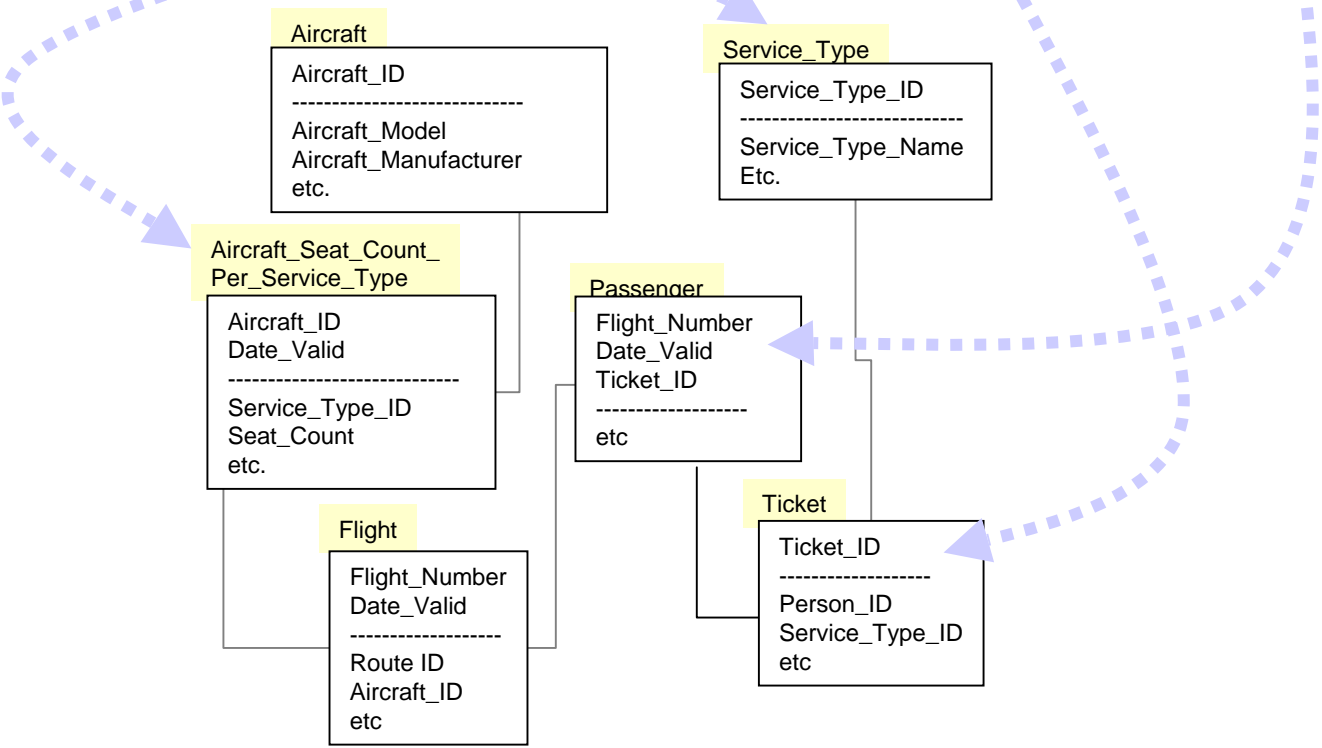 Aircraft
Aircraft_ID
-----------------------------
Aircraft_Model
Aircraft_Manufacturer
etc.
Service_Type
Service_Type_ID
----------------------------
Service_Type_Name
Etc.
Aircraft_Seat_Count_
Per_Service_Type
Aircraft_ID
Date_Valid
-----------------------------
Service_Type_ID
Seat_Count
etc.
Passenger
Flight_Number
Date_Valid
Ticket_ID
-------------------
etc
Flight
Flight_Number
Date_Valid
-------------------
Route ID
Aircraft_ID
etc
Ticket
Ticket_ID
-------------------
Person_ID
Service_Type_ID
etc